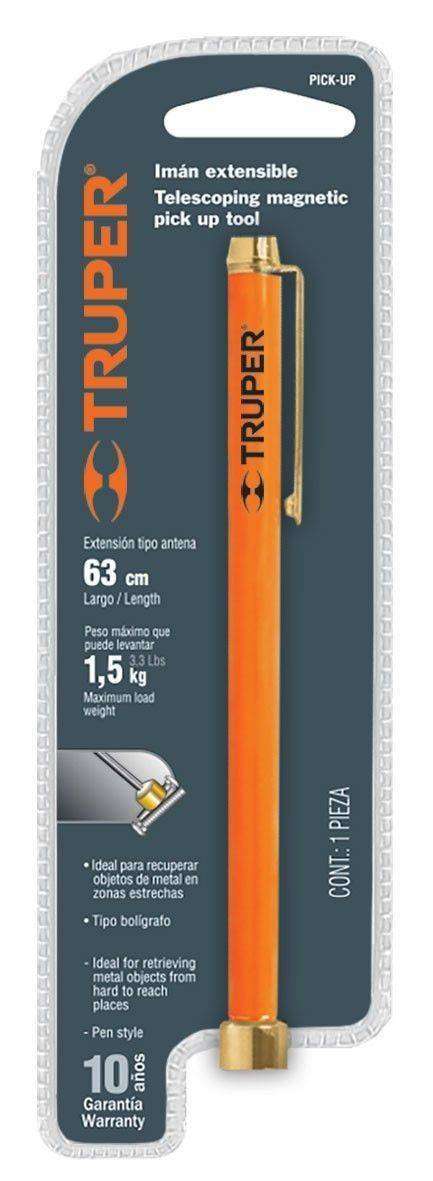 PICK-UP
Imán extensible
Telescoping magnetic
pick up tool
TRUPER®
TRUPER®
Extensión tipo antena
63 cm
Largo / Length
Peso máximo que
puede levantar
1,5 kg 3.3 Lbs
Maximum load
weight
• Ideal para recuperar
objetos de metal en
zonas estrechas
• Tipo bolígrafo
- Ideal for retrieving
metal objects from
hard to reach
places
- Pen style
10 años
Garantía
Warranty
CONT.: 1 PIEZA